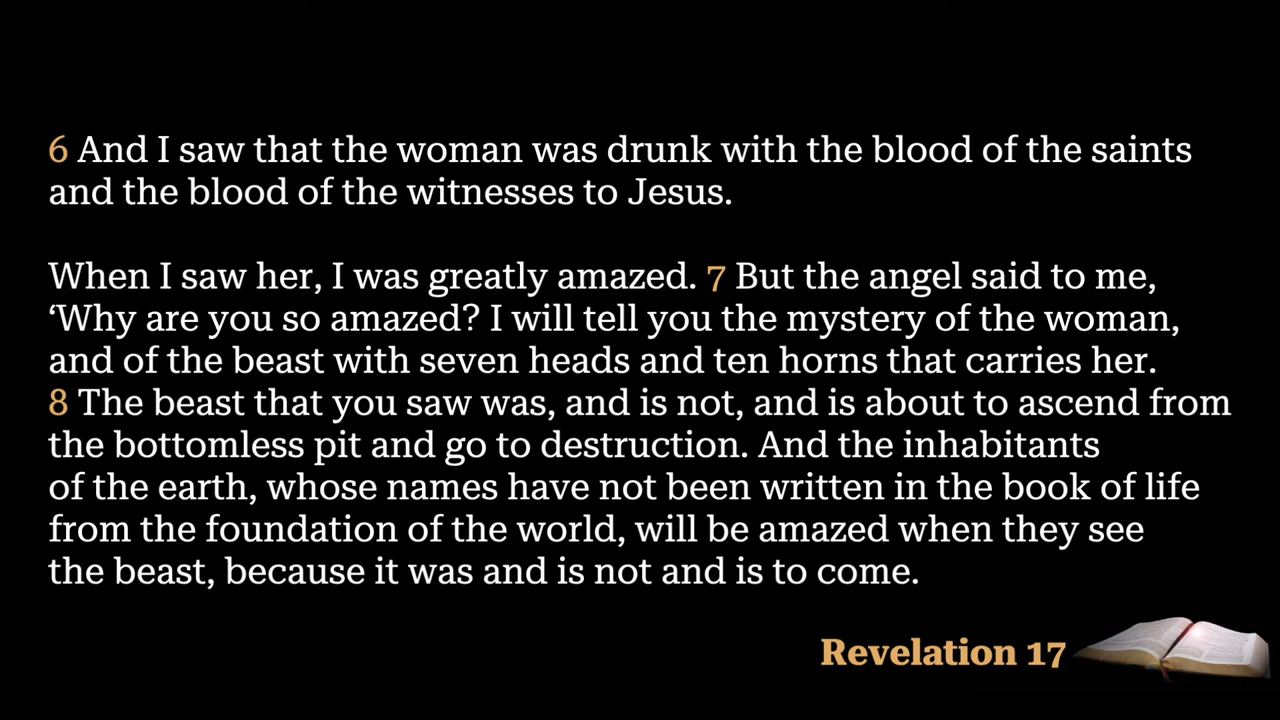 6 And I saw that the woman was drunk with the blood of the saints
and the blood of the witnesses to Jesus.
When I saw her, I was greatly amazed. 7 But the angel said to me,
‘Why are you so amazed? I will tell you the mystery of the woman,
and of the beast with seven heads and ten horns that carries her.
8 The beast that you saw was, and is not, and is about to ascend from
the bottomless pit and go to destruction. And the inhabitants
of the earth, whose names have not been written in the book of life
from the foundation of the world, will be amazed when they see
the beast, because it was and is not and is to come.
Revelation 17